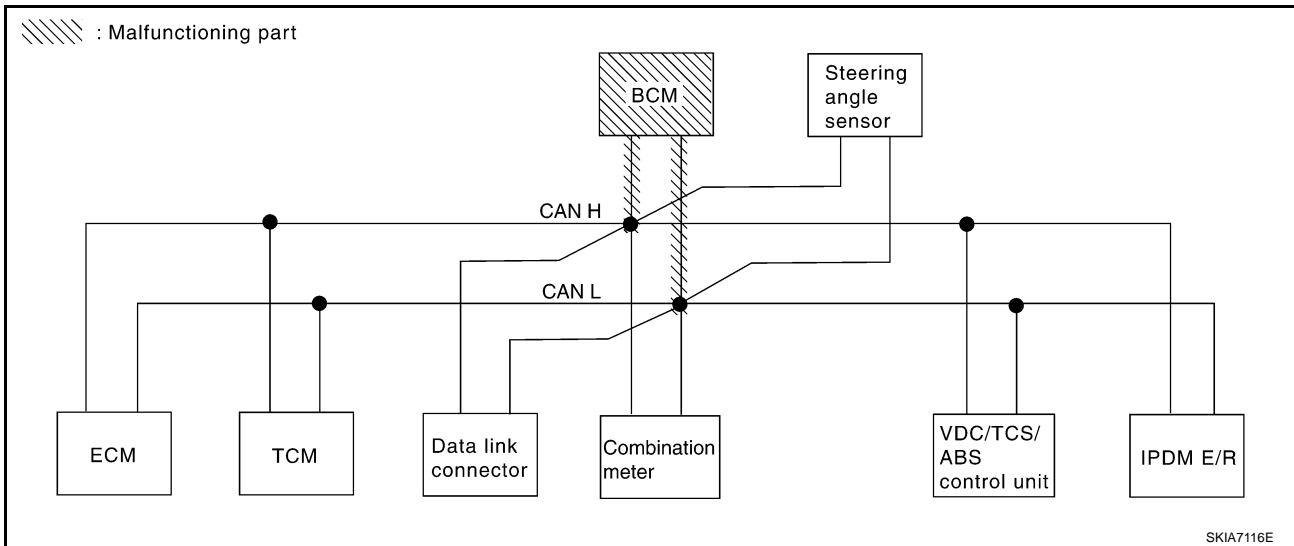 : Malfunctioning part
BCM
Steering
angle
sensor
CAN H
CAN L
ECM
TCM
Data link
connector
Combination
meter
VDC/TCS/
ABS
control unit
IPDM E/R
SKIA7116E